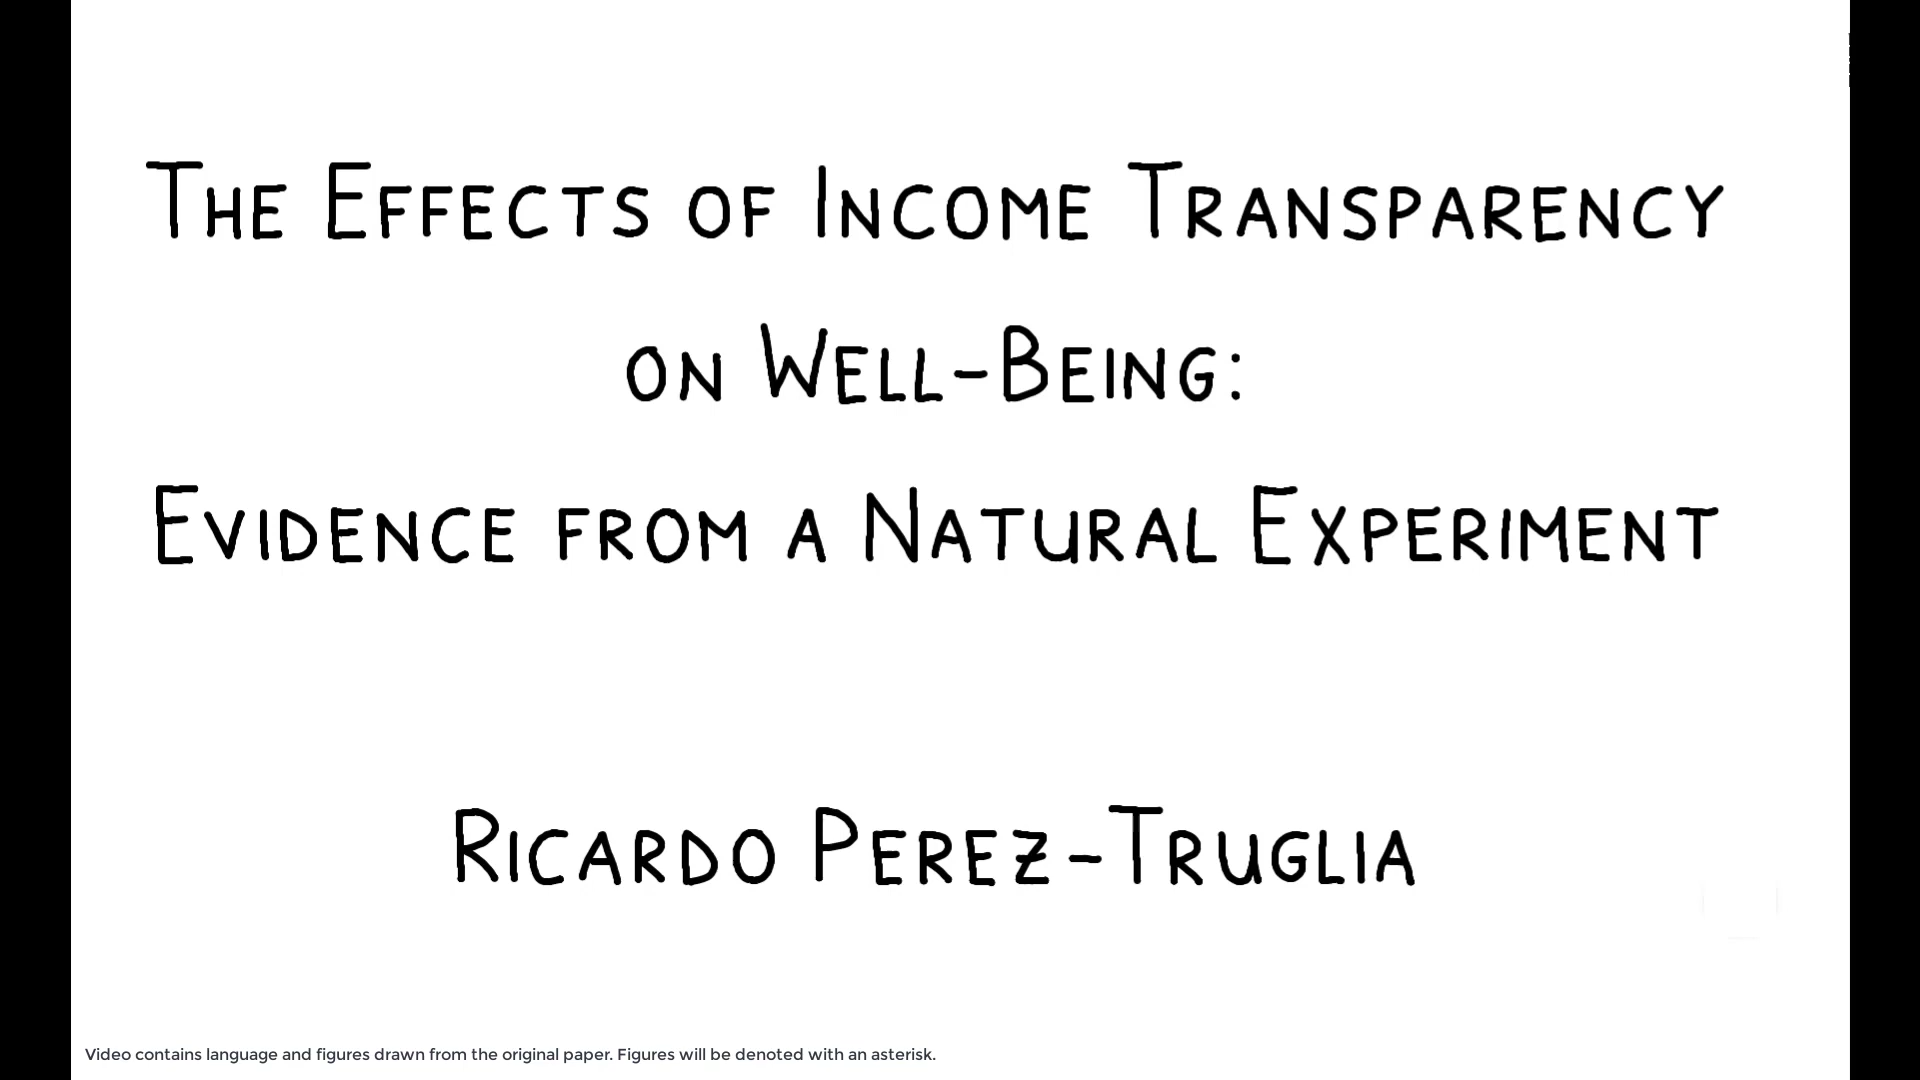 The Effects of Income Transparency
on Well-Being:
Evidence from a Natural Experiment
Ricardo Perez-Truglia
Video contains language and figures drawn from the original paper. Figures will be denoted with an asterisk.